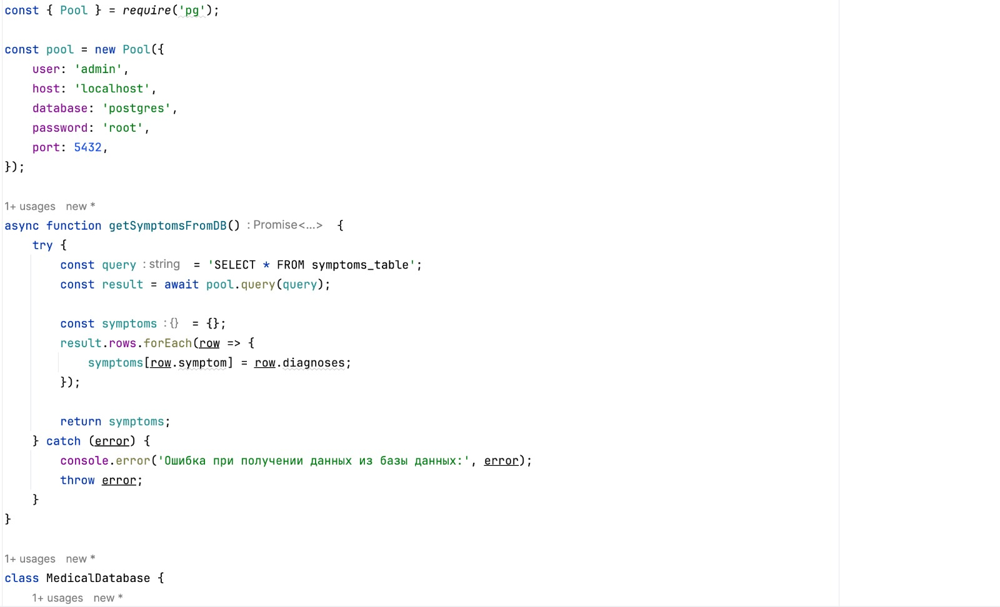 const { Pool } = require('pg');
const pool = new Pool({
user: 'admin',
host: 'localhost',
database: 'postgres',
password: 'root',
port: 5432,
});
1+ usages new *
async function getSymptomsFromDB() : Promise<...> {
try {
const query : string = 'SELECT * FROM symptoms_table';
const result = await pool.query(query);
const symptoms : {} = {};
result.rows.forEach(row => {
symptoms[row.symptom] = row.diagnoses;
});
return symptoms;
} catch (error) {
console.error('Ошибка при получении данных из базы данных:', error);
throw error;
}
}
1+ usages new *
class MedicalDatabase {
1+ usages new *